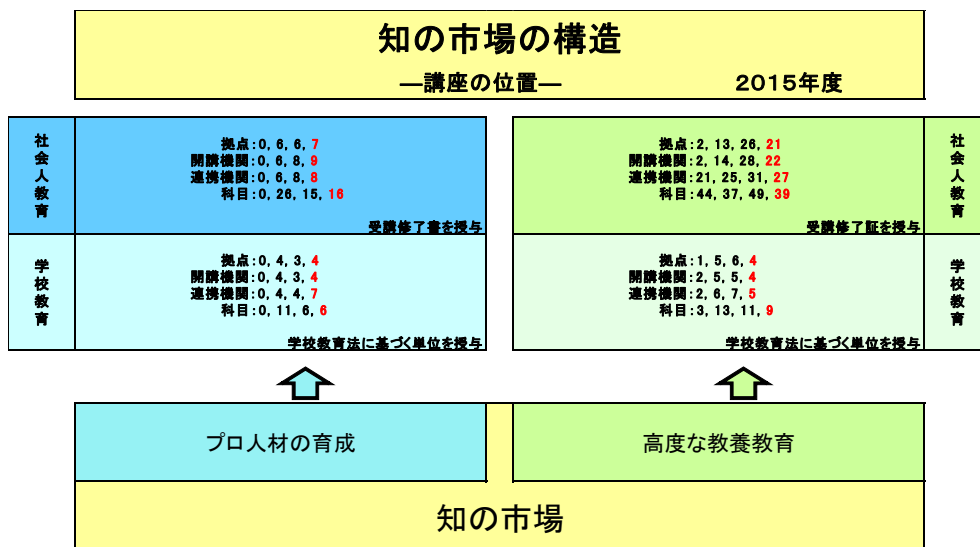 知の市場の構造
―講座の位置― 2015年度
社会人教育
拠点:0, 6, 6, 7
開講機関:0, 6, 8, 9
連携機関:0, 6, 8, 8
科目:0, 26, 15, 16
受講修了書を授与
学校教育
拠点:0, 4, 3, 4
開講機関:0, 4, 3, 4
連携機関:0, 4, 4, 7
科目:0, 11, 6, 6
学校教育法に基づく単位を授与
拠点:2, 13, 26, 21
開講機関:2, 14, 28, 22
連携機関:21, 25, 31, 27
科目:44, 37, 49, 39
受講修了証を授与
社会人教育
拠点:1, 5, 6, 4
開講機関:2, 5, 5, 4
連携機関:2, 6, 7, 5
科目:3, 13, 11, 9
学校教育法に基づく単位を授与
学校教育
プロ人材の育成
高度な教養教育
知の市場